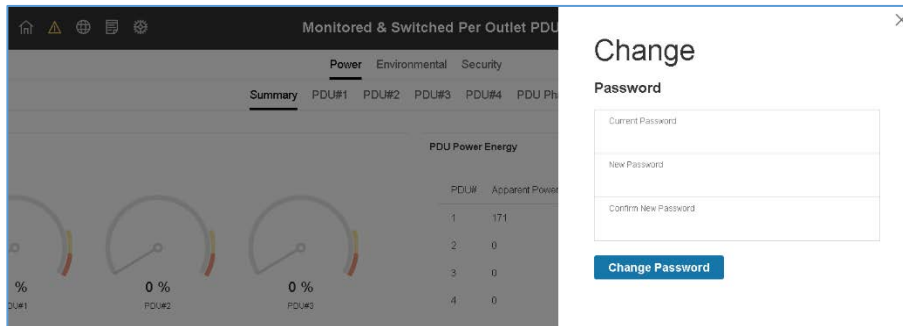 Monitored & Switched Per Outlet PDU
Power Environmental Security
Summary PDU#1 PDU#2 PDU#3 PDU#4 PDU Ph
PDU Power Energy
PDU# Apparent Power
1 171
2 0
3 0
4 0
% 0 % 0 %
PDU#1 PDU#2 PDU#3
Change
Password
Current Password
New Password
Confirm New Password
Change Password